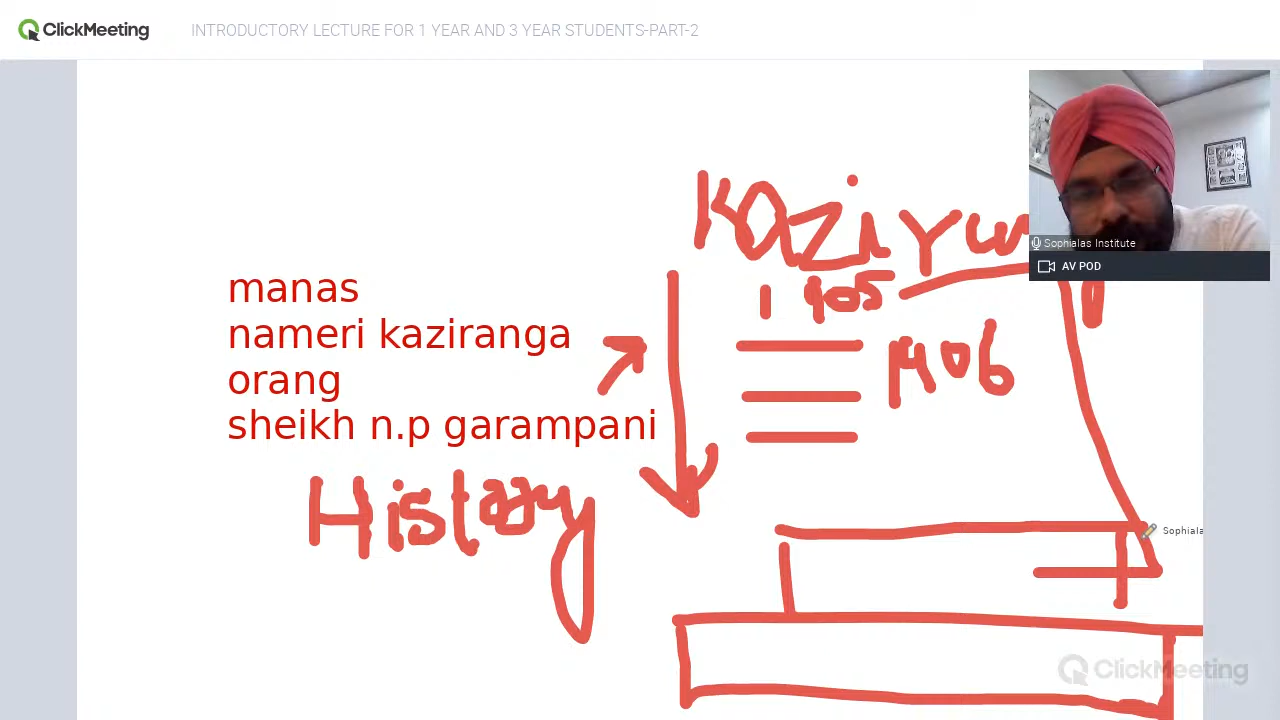 ClickMeeting
INTRODUCTORY LECTURE FOR 1 YEAR AND 3 YEAR STUDENTS-PART-2
Sophialas Institute
AV POD
manas
nameri kaziranga
orang
sheikh n.p garampani
1405
1406
History
Sophialas
ClickMeeting